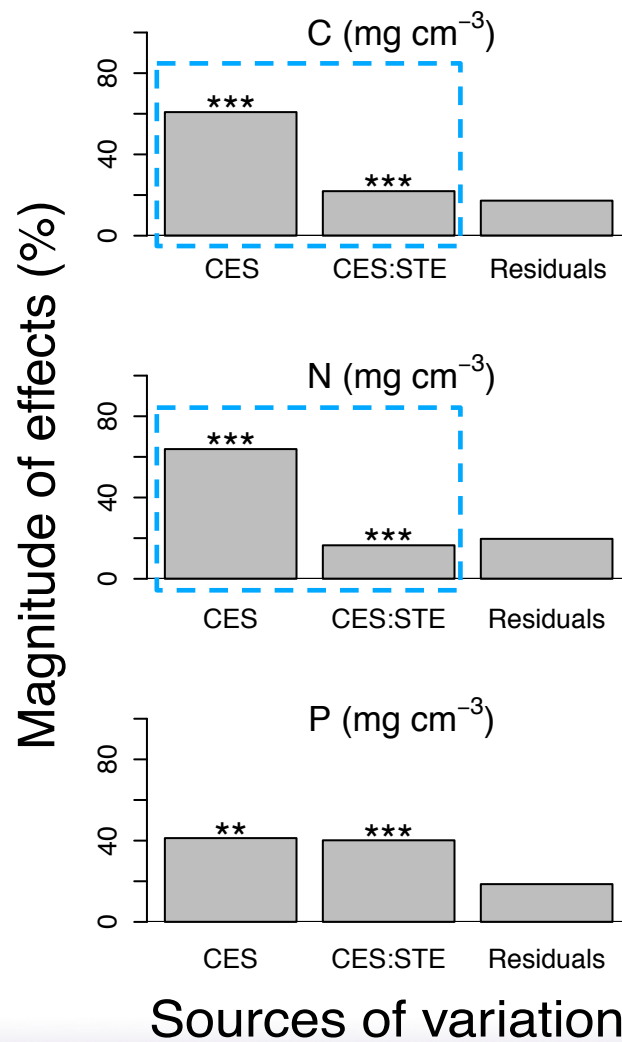 Magnitude of effects (%)
C (mg cm⁻³)
80
40
0
***
***
CES CES:STE Residuals
N (mg cm⁻³)
80
40
0
***
***
CES CES:STE Residuals
P (mg cm⁻³)
80
40
0
**
***
CES CES:STE Residuals
Sources of variation